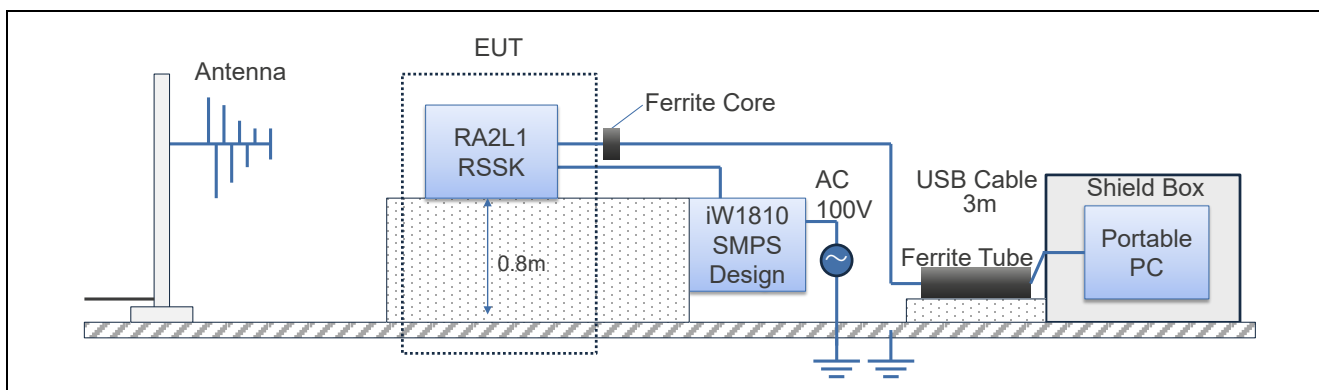 EUT
Antenna
Ferrite Core
RA2L1
RSSK
AC
100V
USB Cable
3m
Shield Box
iW1810
SMPS
Design
Portable
PC
Ferrite Tube
0.8m